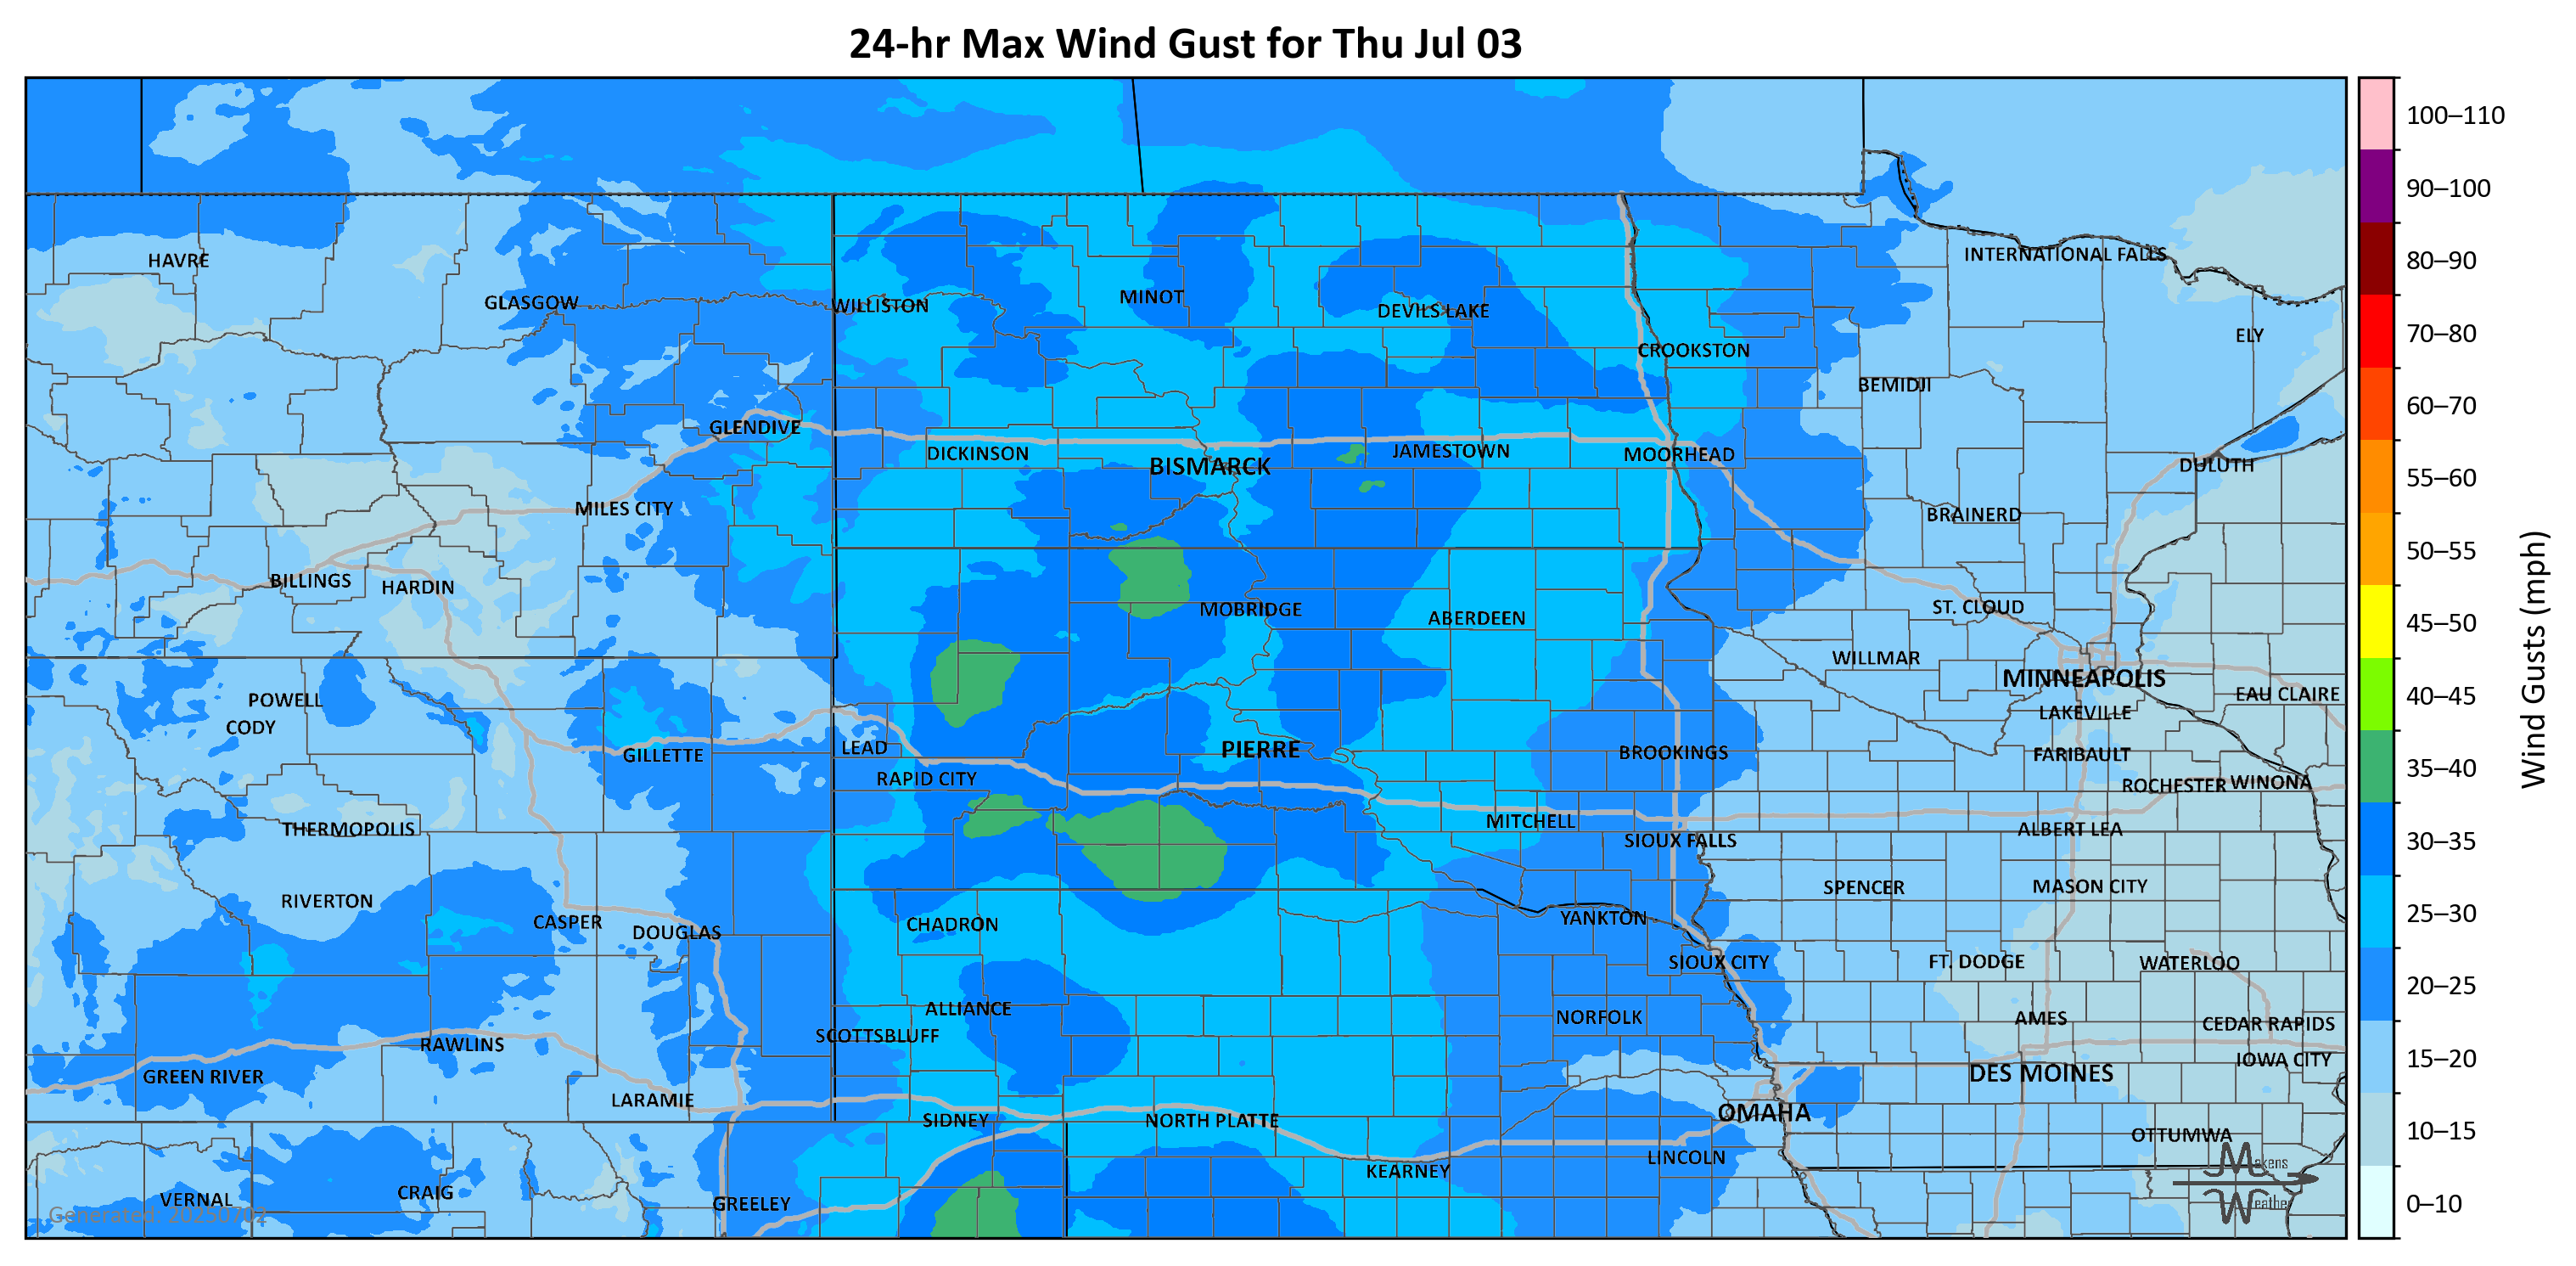 24-hr Max Wind Gust for Thu Jul 03
100–110
90–100
80–90
70–80
60–70
55–60
50–55
45–50
40–45
35–40
30–35
25–30
20–25
15–20
10–15
0–10
Wind Gusts (mph)
HAVRE
INTERNATIONAL FALLS
GLASGOW
WILLISTON
MINOT
DEVILS LAKE
ELY
CROOKSTON
BEMIDJI
GLENDIVE
DICKINSON
BISMARCK
JAMESTOWN
MOORHEAD
DULUTH
MILES CITY
BRAINERD
BILLINGS
HARDIN
MOBRIDGE
ABERDEEN
ST. CLOUD
WILLMAR
MINNEAPOLIS
EAU CLAIRE
POWELL
CODY
LAKEVILLE
GILLETTE
LEAD
PIERRE
BROOKINGS
FARIBAULT
RAPID CITY
ROCHESTER
WINONA
THERMOPOLIS
MITCHELL
SIOUX FALLS
ALBERT LEA
RIVERTON
SPENCER
MASON CITY
CASPER
DOUGLAS
CHADRON
YANKTON
SIOUX CITY
FT. DODGE
WATERLOO
ALLIANCE
NORFOLK
AMES
CEDAR RAPIDS
SCOTTSBLUFF
RAWLINS
IOWA CITY
GREEN RIVER
DES MOINES
LARAMIE
SIDNEY
NORTH PLATTE
OMAHA
OTTUMWA
KEARNEY
LINCOLN
VERNAL
CRAIG
GREELEY
Generated: 20250702
Makens
Weather